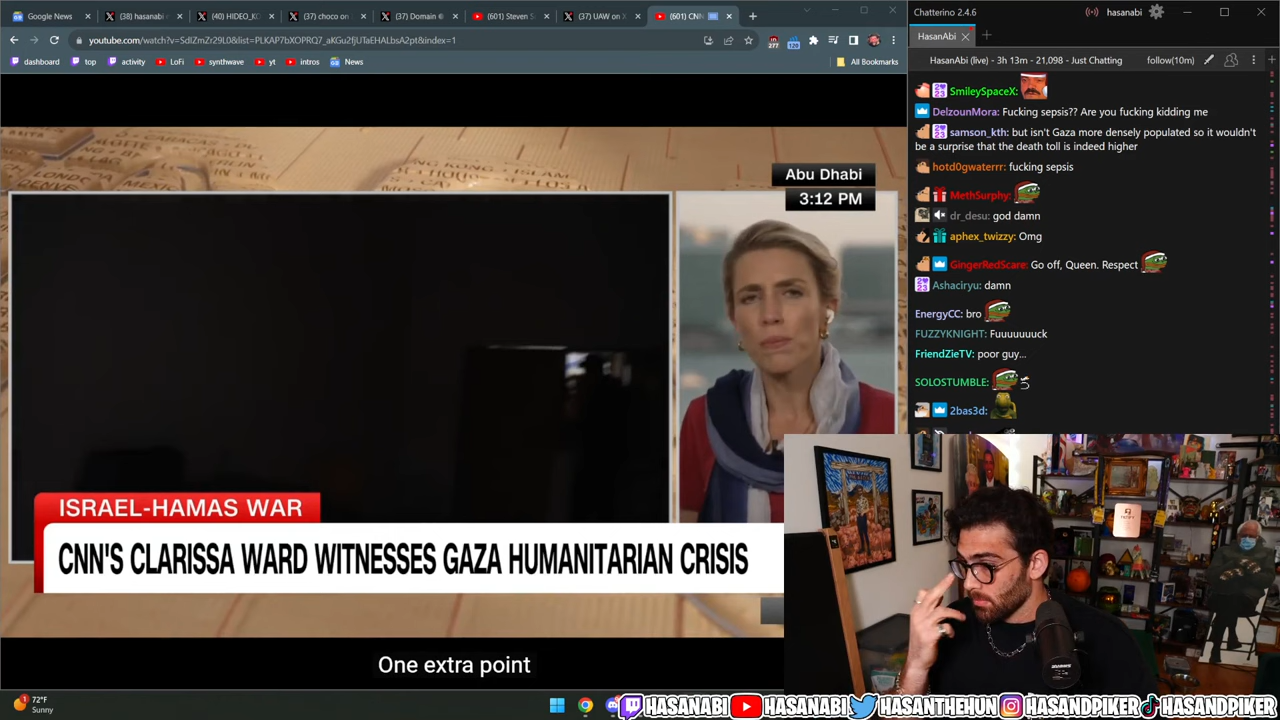 (38) hasanabi
(40) HIDEO_KO
(37) choco on
(37) Domain
(601) Steven S
(37) UAW on X
(601) CNN
Chatterino 2.4.6
hasanabi
youtube.com/watch?v=SdIZmZr29L0&list=PLKAP7bXOPRQ7_aKGu2fjUTaEHALbsA2pt&index=1
277
120
HasanAbi
dashboard
top
activity
LoFi
synthwave
yt
intros
News
All Bookmarks
HasanAbi (live) - 3h 13m - 21,098 - Just Chatting
follow(10m)
SmileySpaceX:
DelzounMora: Fucking sepsis?? Are you fucking kidding me
samson_kth: but isn't Gaza more densely populated so it wouldn't
be a surprise that the death toll is indeed higher
hotd0gwaterrr: fucking sepsis
MethSurphy:
dr_desu: god damn
aphex_twizzy: Omg
GingerRedScare: Go off, Queen. Respect
Ashaciryu: damn
EnergyCC: bro
FUZZYKNIGHT: Fuuuuuuuck
FriendZieTV: poor guy...
SOLOSTUMBLE:
2bas3d:
Abu Dhabi
3:12 PM
ISRAEL-HAMAS WAR
CNN'S CLARISSA WARD WITNESSES GAZA HUMANITARIAN CRISIS
One extra point
1
72°F
Sunny
HASANABI
HASANABI
HASANTHEHUN
HASANDPIKER
HASANDPIKER